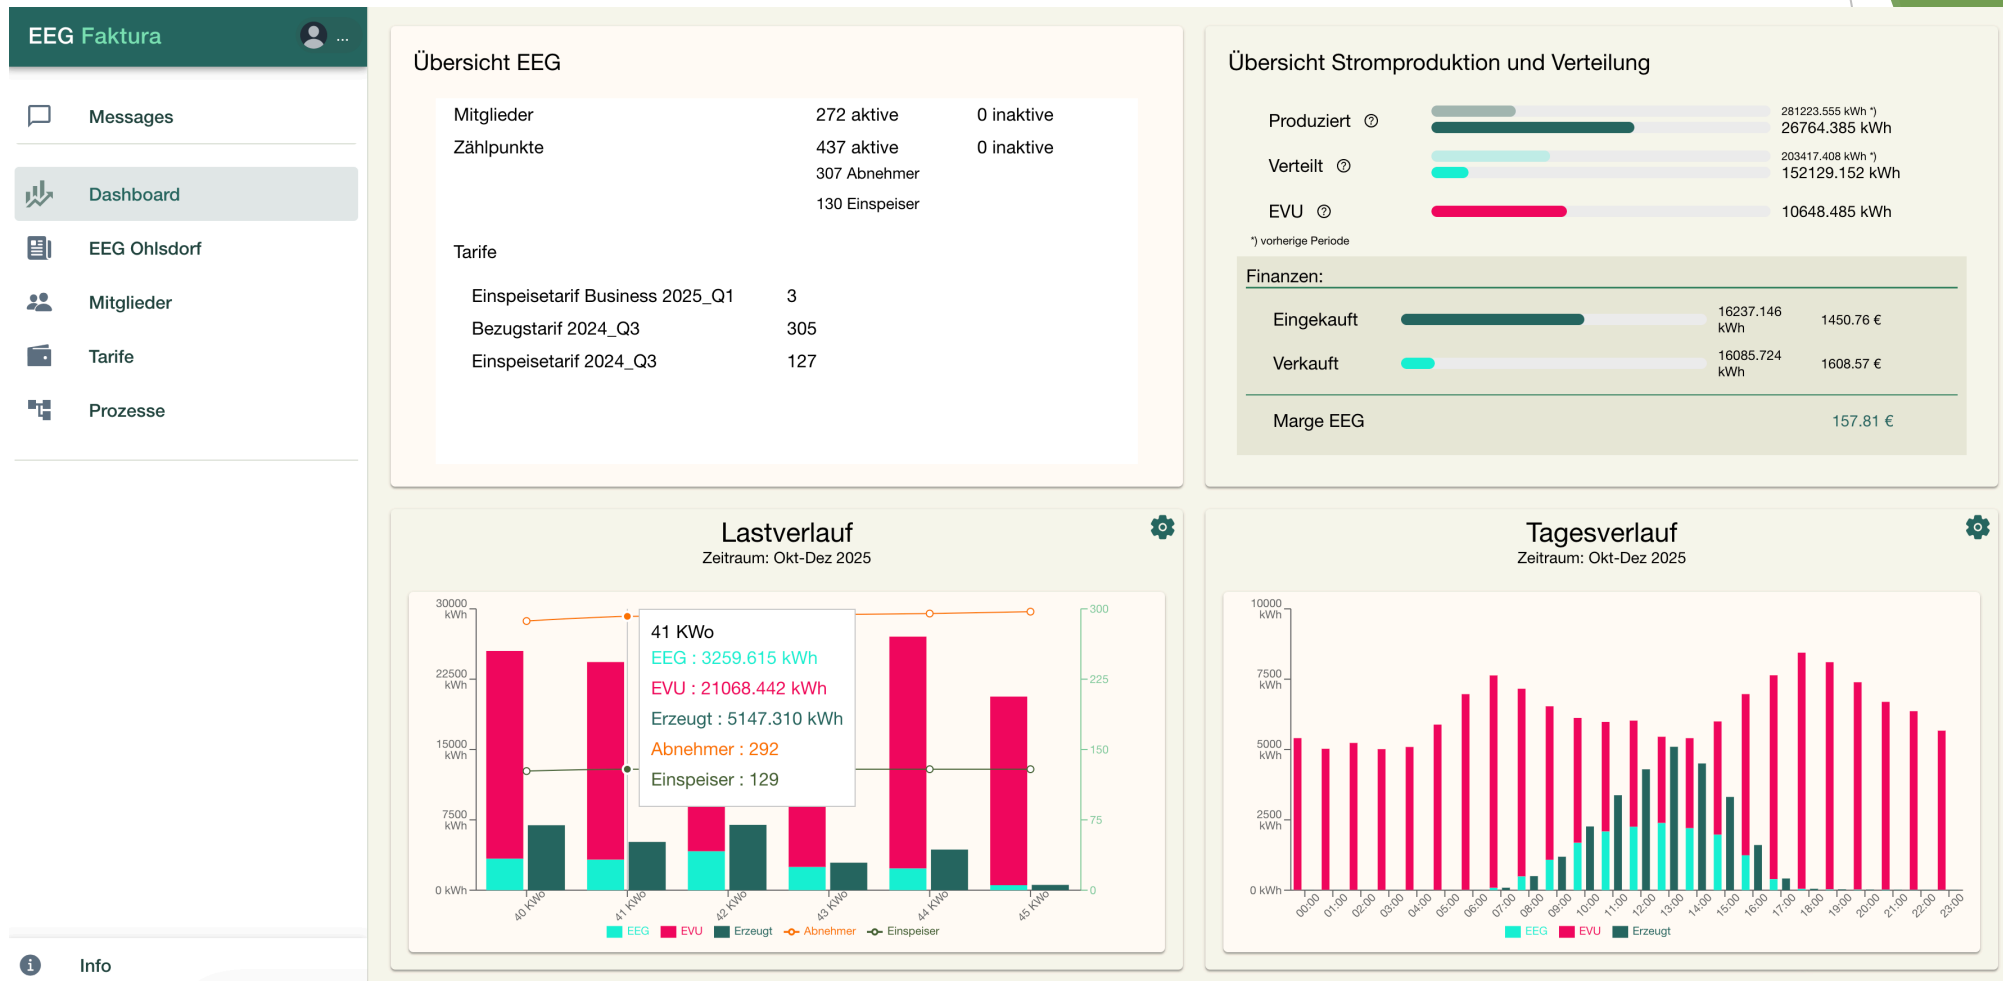 EEG Faktura
...
Messages
Dashboard
EEG Ohlsdorf
Mitglieder
Tarife
Prozesse
Info
Übersicht EEG
Mitglieder 272 aktive 0 inaktive
Zählpunkte 437 aktive 0 inaktive
307 Abnehmer
130 Einspeiser
Tarife
Einspeisetarif Business 2025_Q1 3
Bezugstarif 2024_Q3 305
Einspeisetarif 2024_Q3 127
Übersicht Stromproduktion und Verteilung
Produziert ? 281223.555 kWh *)
26764.385 kWh
Verteilt ? 203417.408 kWh *)
152129.152 kWh
EVU ? 10648.485 kWh
*) vorherige Periode
Finanzen:
Eingekauft 16237.146 kWh 1450.76 €
Verkauft 16085.724 kWh 1608.57 €
Marge EEG 157.81 €
Lastverlauf
Zeitraum: Okt-Dez 2025
30000 kWh
22500 kWh
15000 kWh
7500 kWh
0 kWh
300
225
150
75
0
41 KWo
EEG : 3259.615 kWh
EVU : 21068.442 kWh
Erzeugt : 5147.310 kWh
Abnehmer : 292
Einspeiser : 129
40 KWo 41 KWo 42 KWo 43 KWo 44 KWo 45 KWo
EEG EVU Erzeugt Abnehmer Einspeiser
Tagesverlauf
Zeitraum: Okt-Dez 2025
10000 kWh
7500 kWh
5000 kWh
2500 kWh
0 kWh
00:00 01:00 02:00 03:00 04:00 05:00 06:00 07:00 08:00 09:00 10:00 11:00 12:00 13:00 14:00 15:00 16:00 17:00 18:00 19:00 20:00 21:00 22:00 23:00
EEG EVU Erzeugt